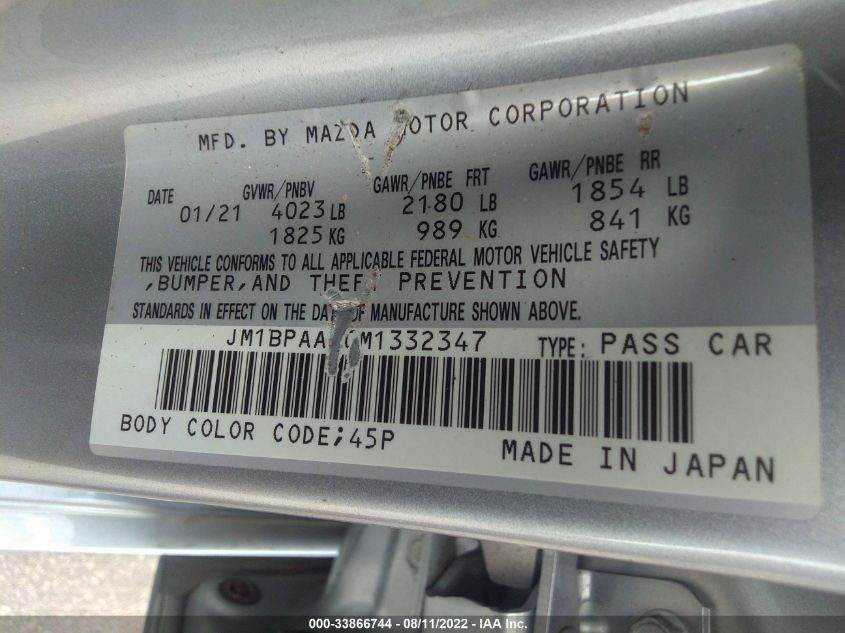 MFD. BY MAZDA MOTOR CORPORATION
DATE GVWR/PNBV GAWR/PNBE FRT GAWR/PNBE RR
01/21 4023 LB 2180 LB 1854 LB
1825 KG 989 KG 841 KG
THIS VEHICLE CONFORMS TO ALL APPLICABLE FEDERAL MOTOR VEHICLE SAFETY
,BUMPER,AND THEFT PREVENTION
STANDARDS IN EFFECT ON THE DATE OF MANUFACTURE SHOWN ABOVE.
TYPE: PASS CAR
BODY COLOR CODE;45P
MADE IN JAPAN
000-33866744 - 08/11/2022 - IAA Inc.